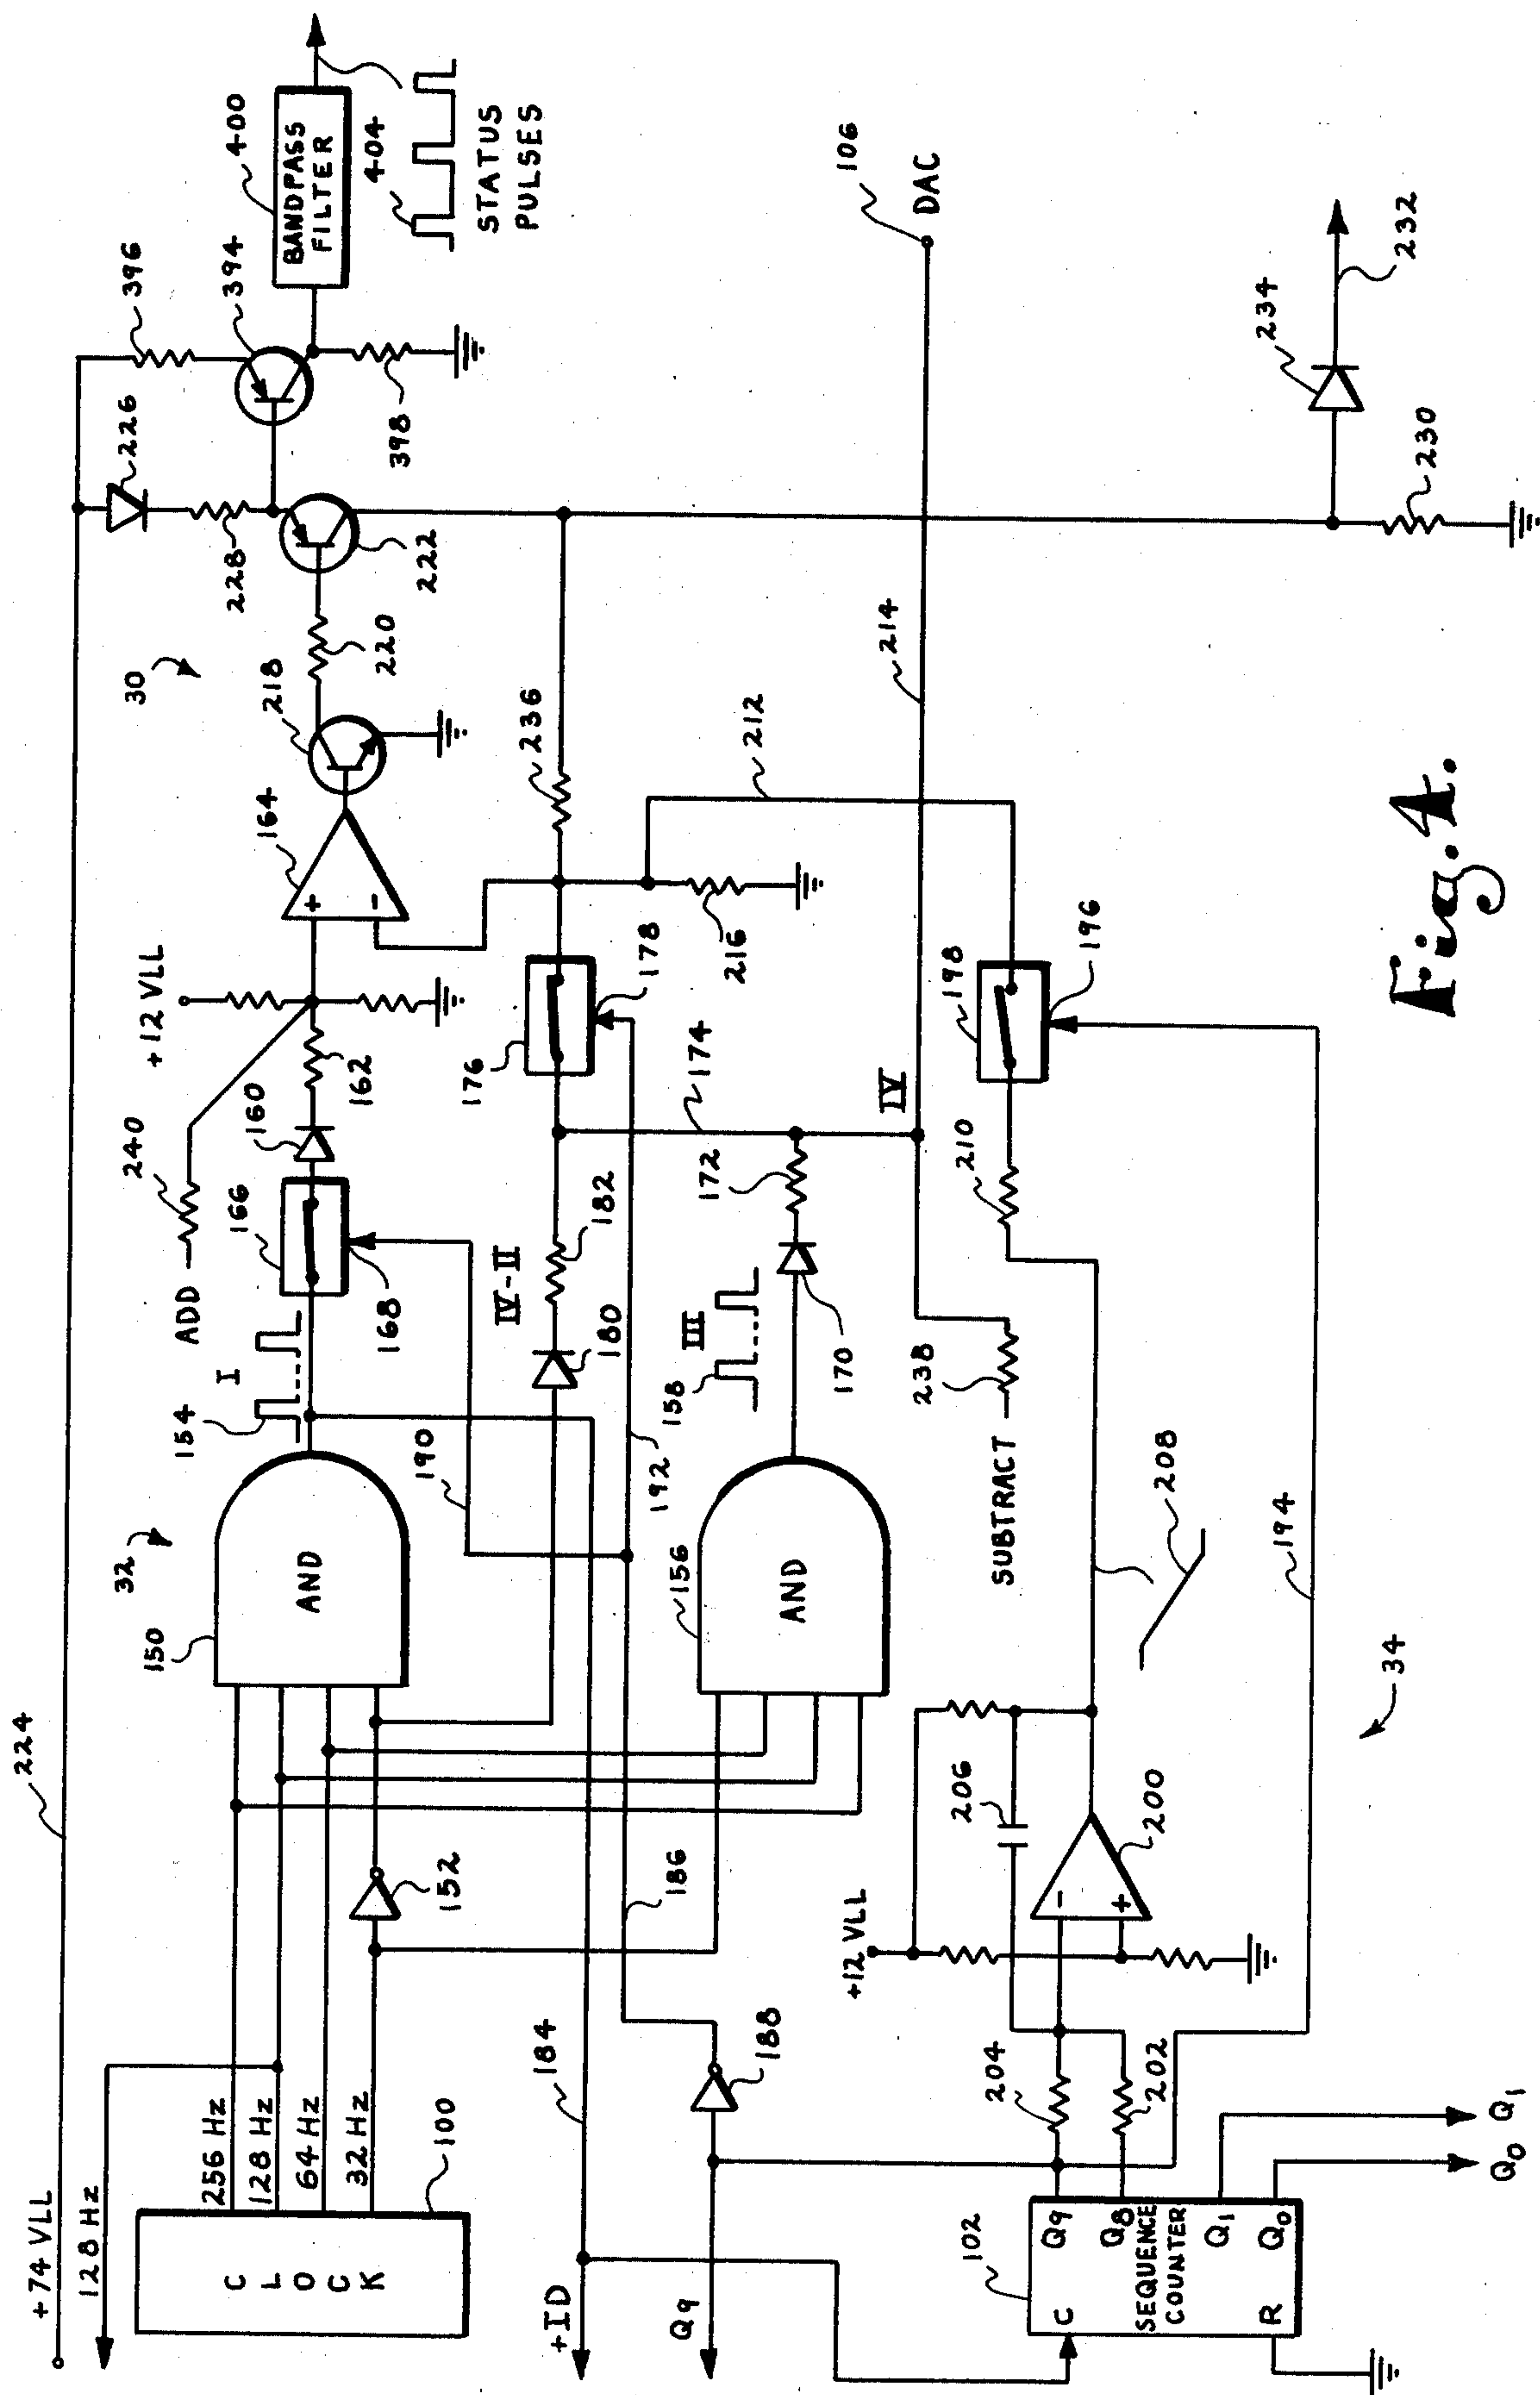 +74 VLL
224
128 Hz
CLOCK
100
256 Hz
128 Hz
64 Hz
32 Hz
152
150
AND
32
154
I
ADD
240
166
168
160
162
+12 VLL
164
+
-
218
30
220
222
228
226
396
394
398
BANDPASS
FILTER
400
404
STATUS
PULSES
+ID
184
186
190
192
IV-II
180
182
176
178
236
216
212
174
Q9
188
156
AND
158
III
170
172
IV
214
106
DAC
SUBTRACT
238
210
198
196
102
C
Q9
Q8
SEQUENCE
COUNTER
Q1
Q0
R
204
202
+12 VLL
206
-
+
200
208
194
34
Q0
Q1
234
232
230
Fig. 4.